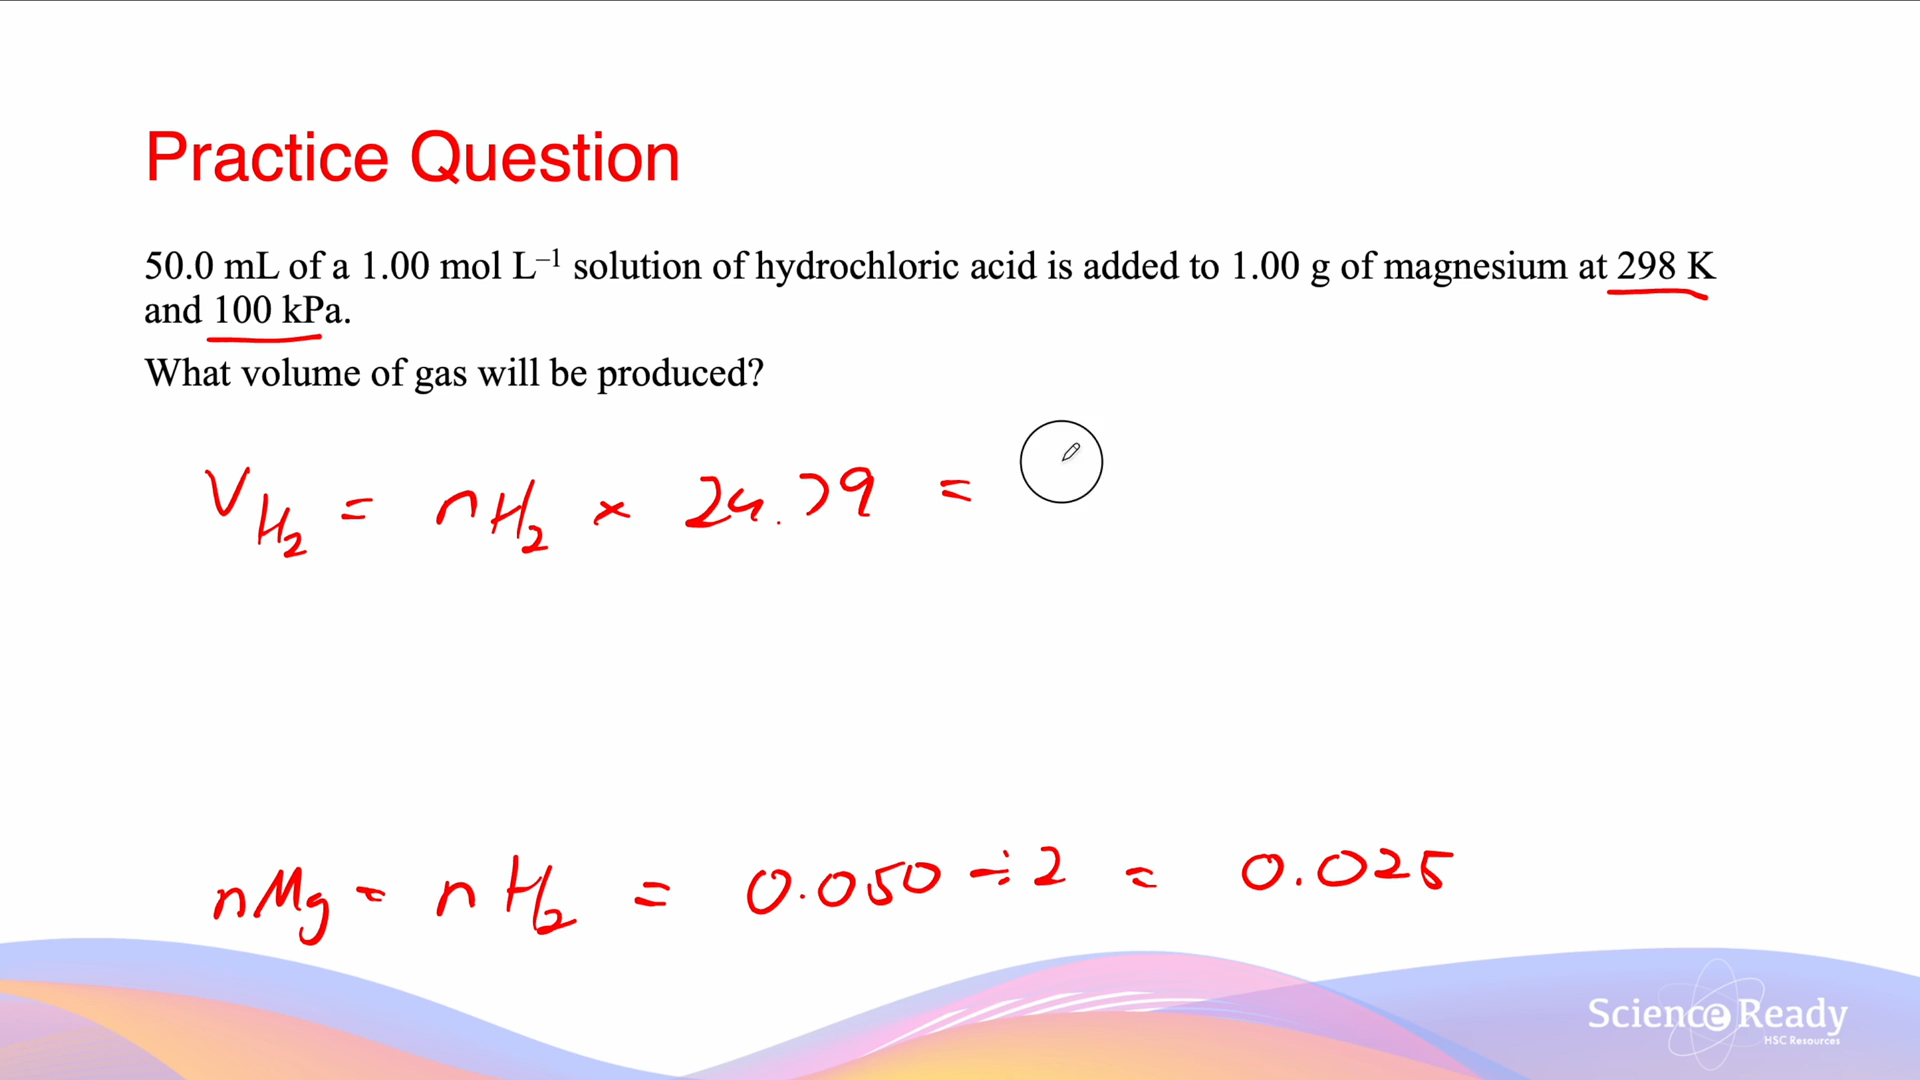 Practice Question
50.0 mL of a 1.00 mol L⁻¹ solution of hydrochloric acid is added to 1.00 g of magnesium at 298 K
and 100 kPa.
What volume of gas will be produced?
V H₂ = nH₂ × 24.79 =
nMg = nH₂ = 0.050 ÷ 2 = 0.025
Science Ready
HSC Resources